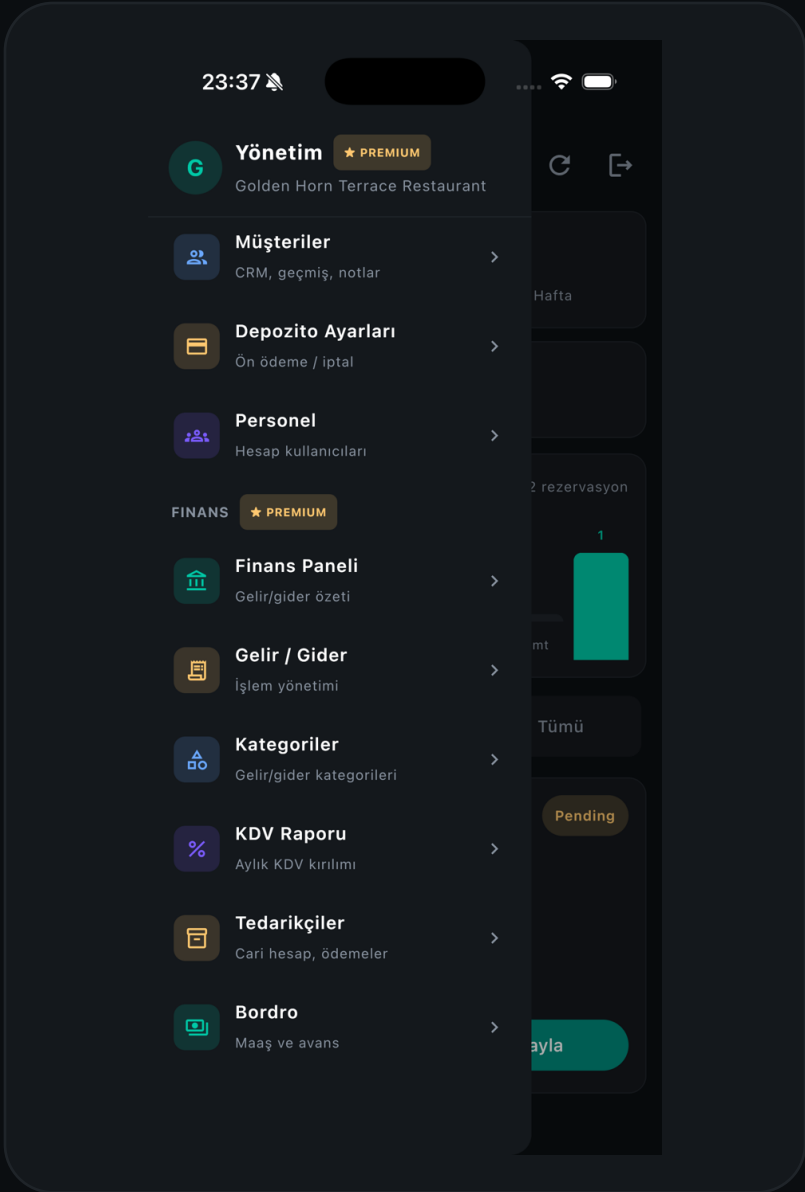 23:37
G
Yönetim
PREMIUM
Golden Horn Terrace Restaurant
Müşteriler
CRM, geçmiş, notlar
Hafta
Depozito Ayarları
Ön ödeme / iptal
Personel
Hesap kullanıcıları
2 rezervasyon
FINANS
PREMIUM
1
Finans Paneli
Gelir/gider özeti
Gelir / Gider
İşlem yönetimi
mt
Tümü
Kategoriler
Gelir/gider kategorileri
Pending
KDV Raporu
Aylık KDV kırılımı
Tedarikçiler
Cari hesap, ödemeler
Bordro
Maaş ve avans
ayla